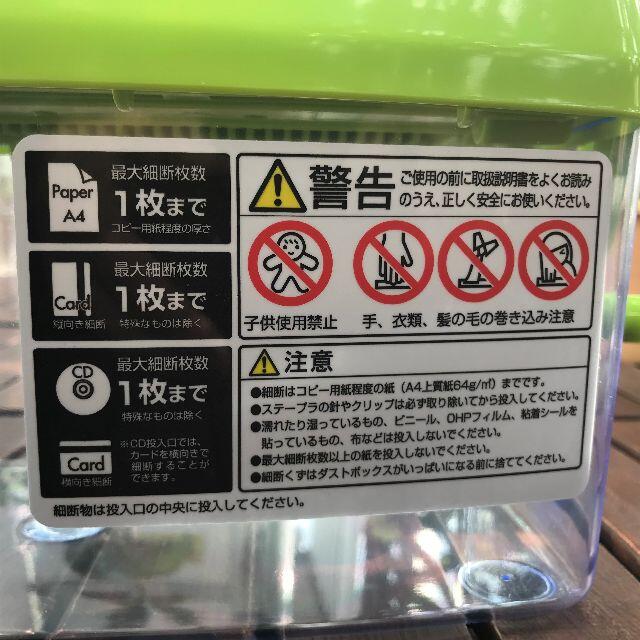 Paper
A4
最大細断枚数
1枚まで
コピー用紙程度の厚さ
Card
縦向き細断
最大細断枚数
1枚まで
特殊なものは除く
CD
最大細断枚数
1枚まで
特殊なものは除く
Card
横向き細断
※CD投入口では、
カードを横向きで
細断することが
できます。
細断物は投入口の中央に投入してください。
警告
ご使用の前に取扱説明書をよくお読み
のうえ、正しく安全にお使いください。
子供使用禁止
手、衣類、髪の毛の巻き込み注意
注意
●細断はコピー用紙程度の紙（A4上質紙64g/㎡）までです。
●ステープラの針やクリップは必ず取り除いてから投入してください。
●濡れたり湿っているもの、ビニール、OHPフィルム、粘着シールを
貼っているもの、布などは投入しないでください。
●最大細断枚数以上の紙を投入しないでください。
●細断くずはダストボックスがいっぱいになる前に捨ててください。